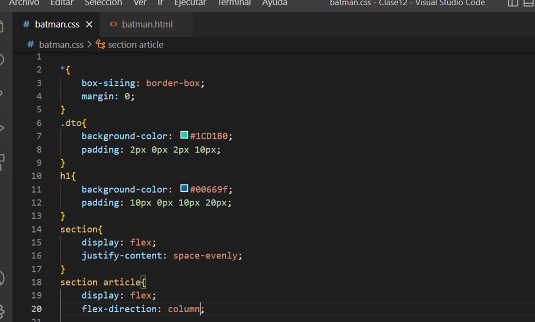 Archivo Editar Selección Ver Ir Ejecutar Terminal Ayuda batman.css - Clase12 - Visual Studio Code
# batman.css × <> batman.html
# batman.css > section article
1
2 *{
3 box-sizing: border-box;
4 margin: 0;
5 }
6 .dto{
7 background-color: #1CD1B0;
8 padding: 2px 0px 2px 10px;
9 }
10 h1{
11 background-color: #00669f;
12 padding: 10px 0px 10px 20px;
13 }
14 section{
15 display: flex;
16 justify-content: space-evenly;
17 }
18 section article{
19 display: flex;
20 flex-direction: column;